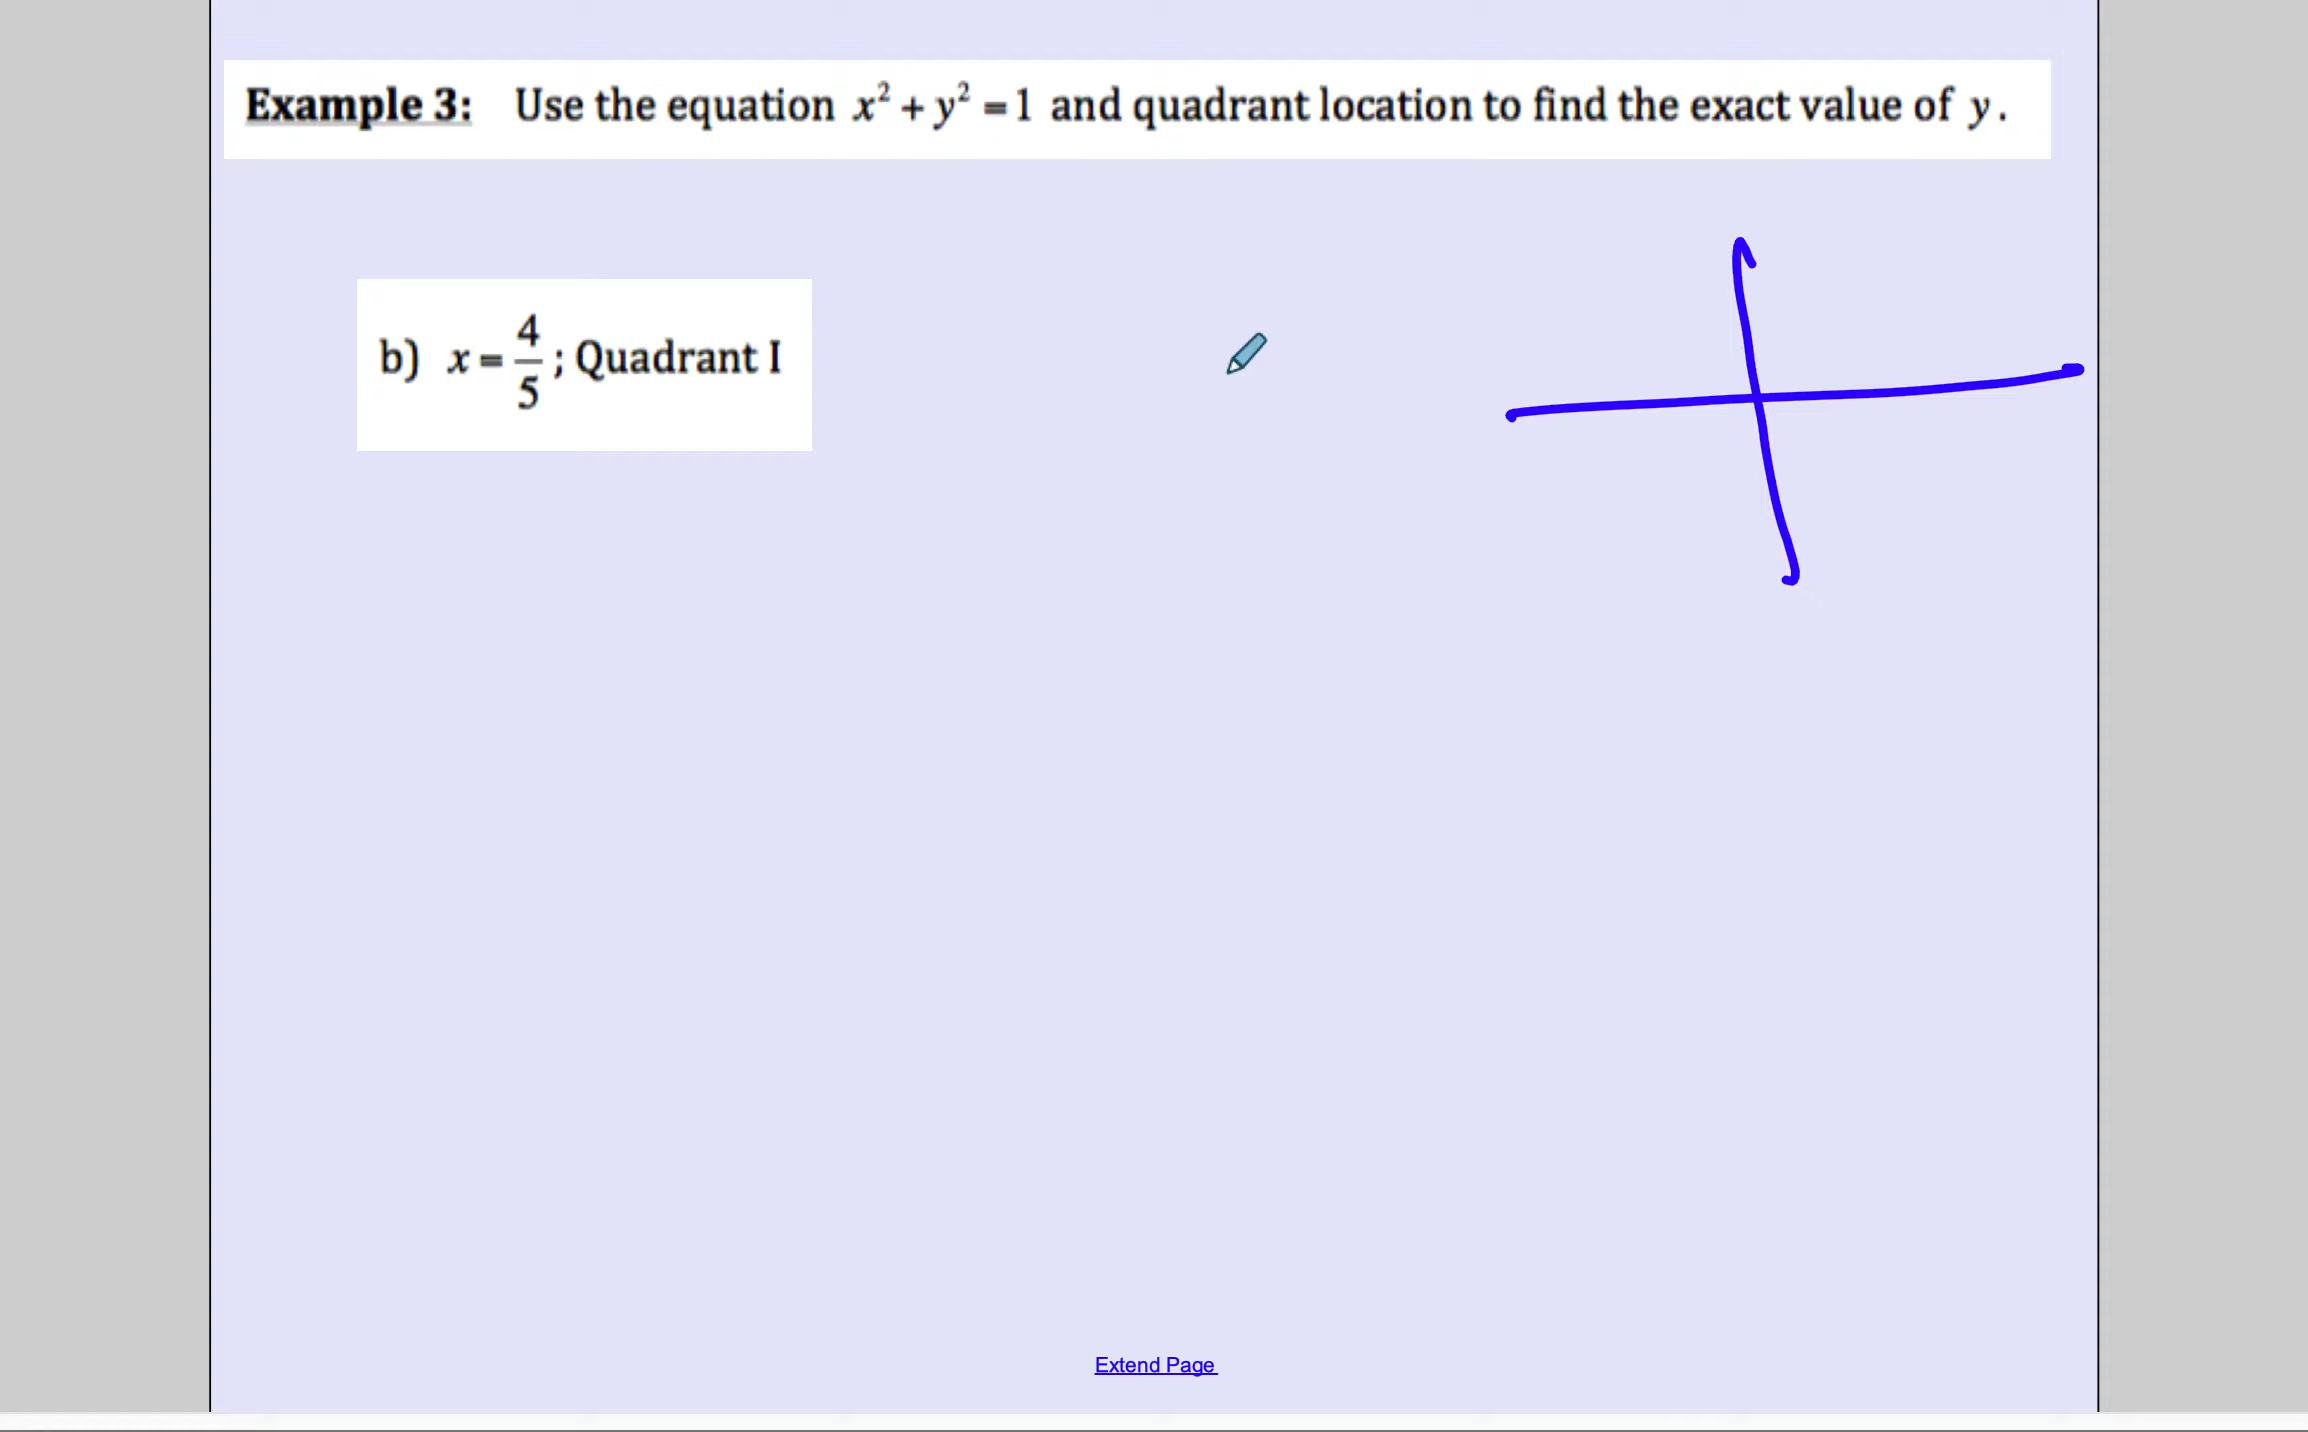 Example 3: Use the equation x² + y² = 1 and quadrant location to find the exact value of y.
b) x = 4/5 ; Quadrant I
Extend Page